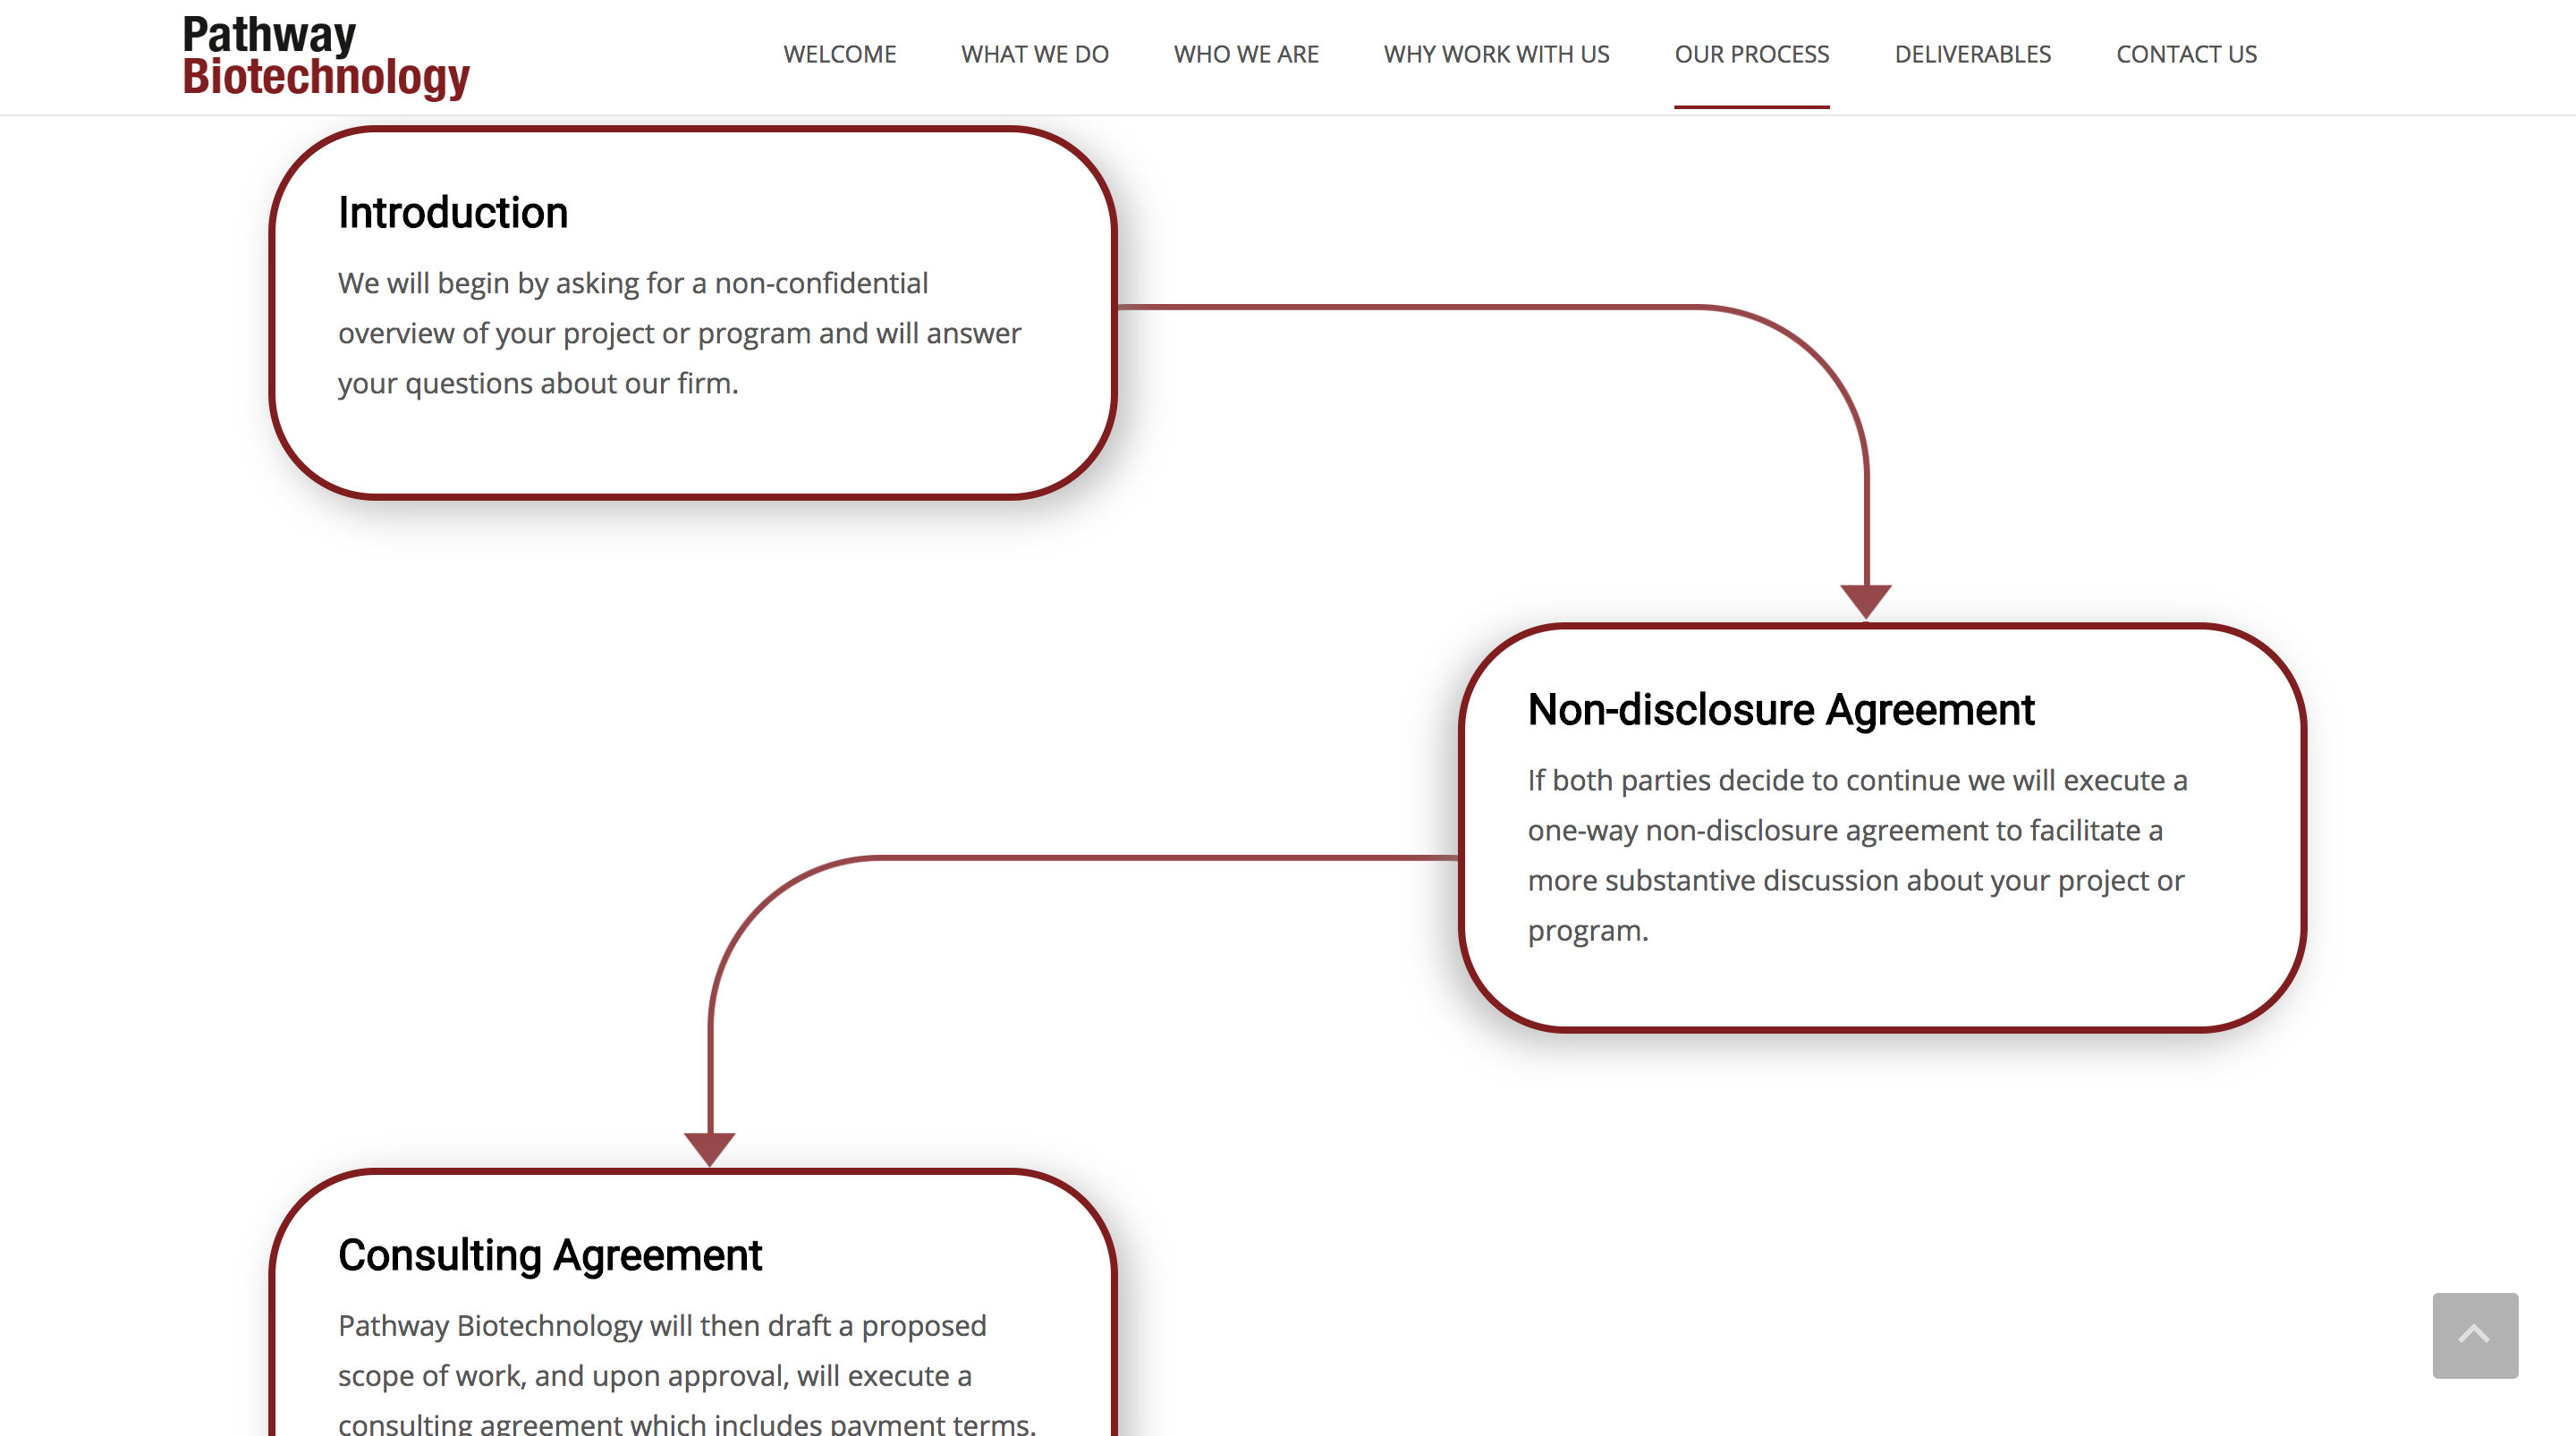 Pathway
Biotechnology
WELCOME
WHAT WE DO
WHO WE ARE
WHY WORK WITH US
OUR PROCESS
DELIVERABLES
CONTACT US
Introduction
We will begin by asking for a non-confidential
overview of your project or program and will answer
your questions about our firm.
Non-disclosure Agreement
If both parties decide to continue we will execute a
one-way non-disclosure agreement to facilitate a
more substantive discussion about your project or
program.
Consulting Agreement
Pathway Biotechnology will then draft a proposed
scope of work, and upon approval, will execute a
consulting agreement which includes payment terms.